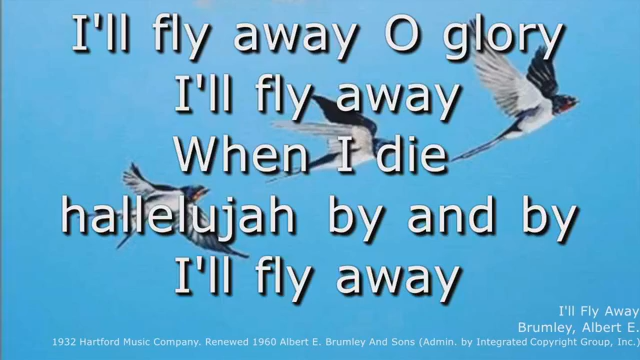 I'll fly away O glory
I'll fly away
When I die
hallelujah by and by
I'll fly away
I'll Fly Away
Brumley, Albert E.
1932 Hartford Music Company. Renewed 1960 Albert E. Brumley And Sons (Admin. by Integrated Copyright Group, Inc.)